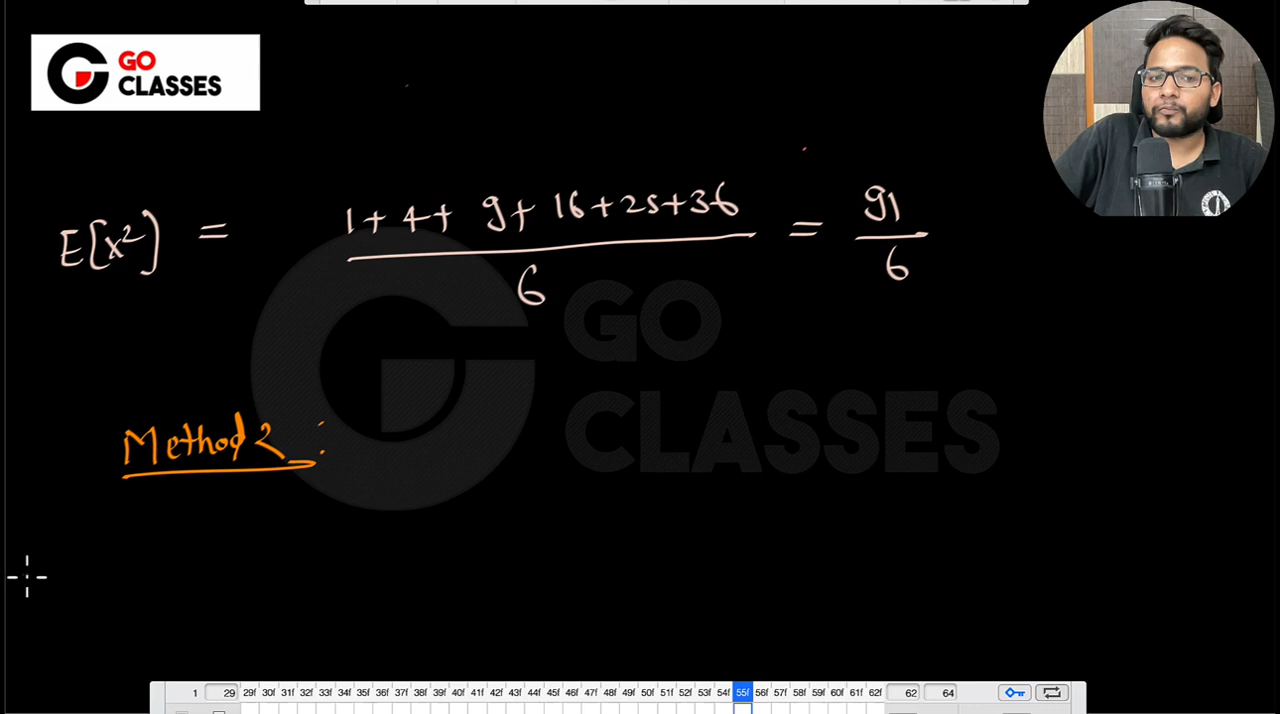 GO
CLASSES
E[x²) = 1 + 4 + 9 + 16 + 25 + 36 / 6 = 91 / 6
GO
CLASSES
Method 2 :
1 29 29f 30f 31f 32f 33f 34f 35f 36f 37f 38f 39f 40f 41f 42f 43f 44f 45f 46f 47f 48f 49f 50f 51f 52f 53f 54f 55f 56f 57f 58f 59f 60f 61f 62f 62 64